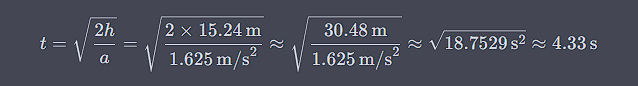 t = √(2h/a) = √((2 × 15.24 m)/(1.625 m/s²)) ≈ √((30.48 m)/(1.625 m/s²)) ≈ √(18.7529 s²) ≈ 4.33 s